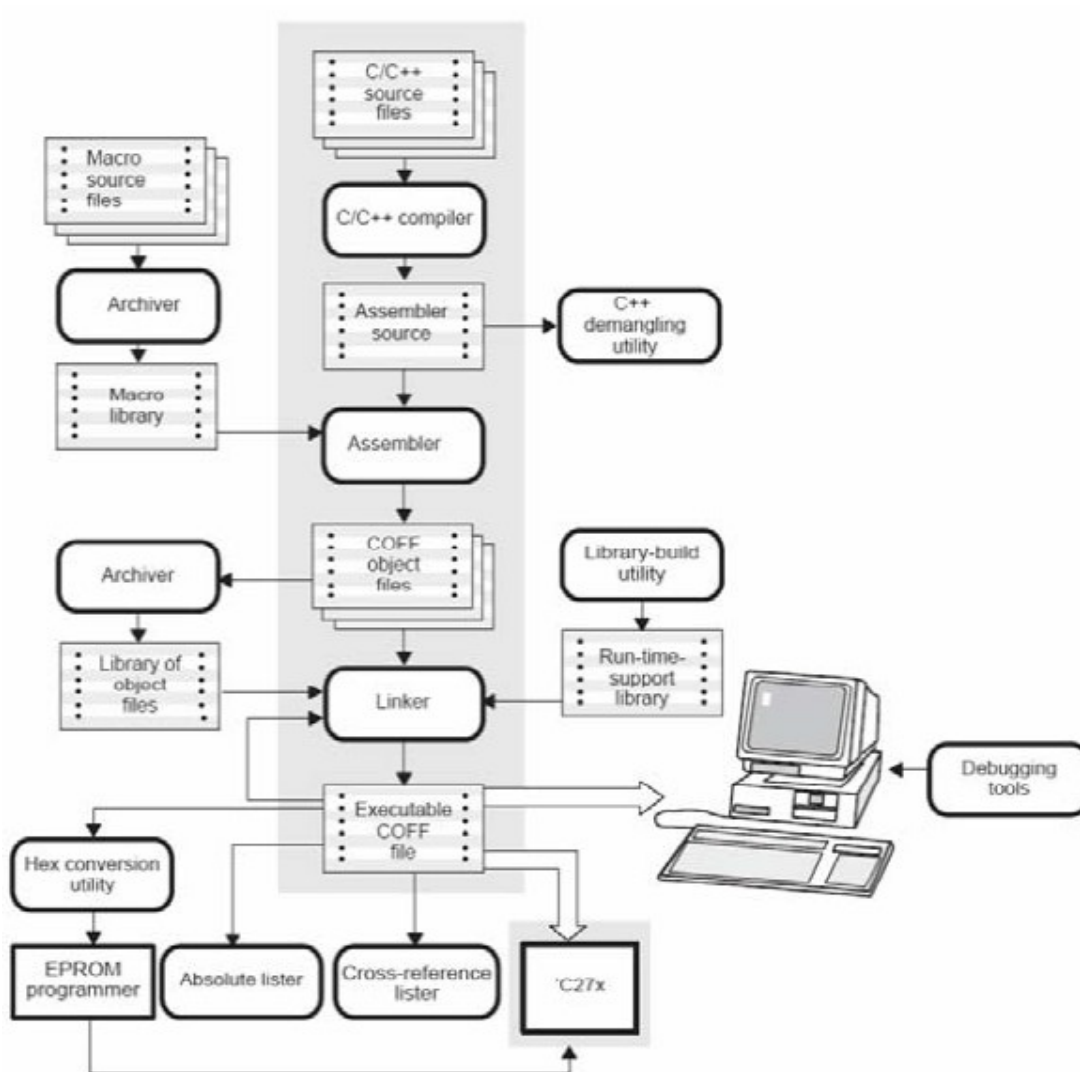 C/C++
source
files
Macro
source
files
C/C++ compiler
Archiver
Assembler
source
C++
demangling
utility
Macro
library
Assembler
COFF
object
files
Library-build
utility
Archiver
Library of
object
files
Linker
Run-time-
support
library
Debugging
tools
Executable
COFF
file
Hex conversion
utility
EPROM
programmer
Absolute lister
Cross-reference
lister
'C27x